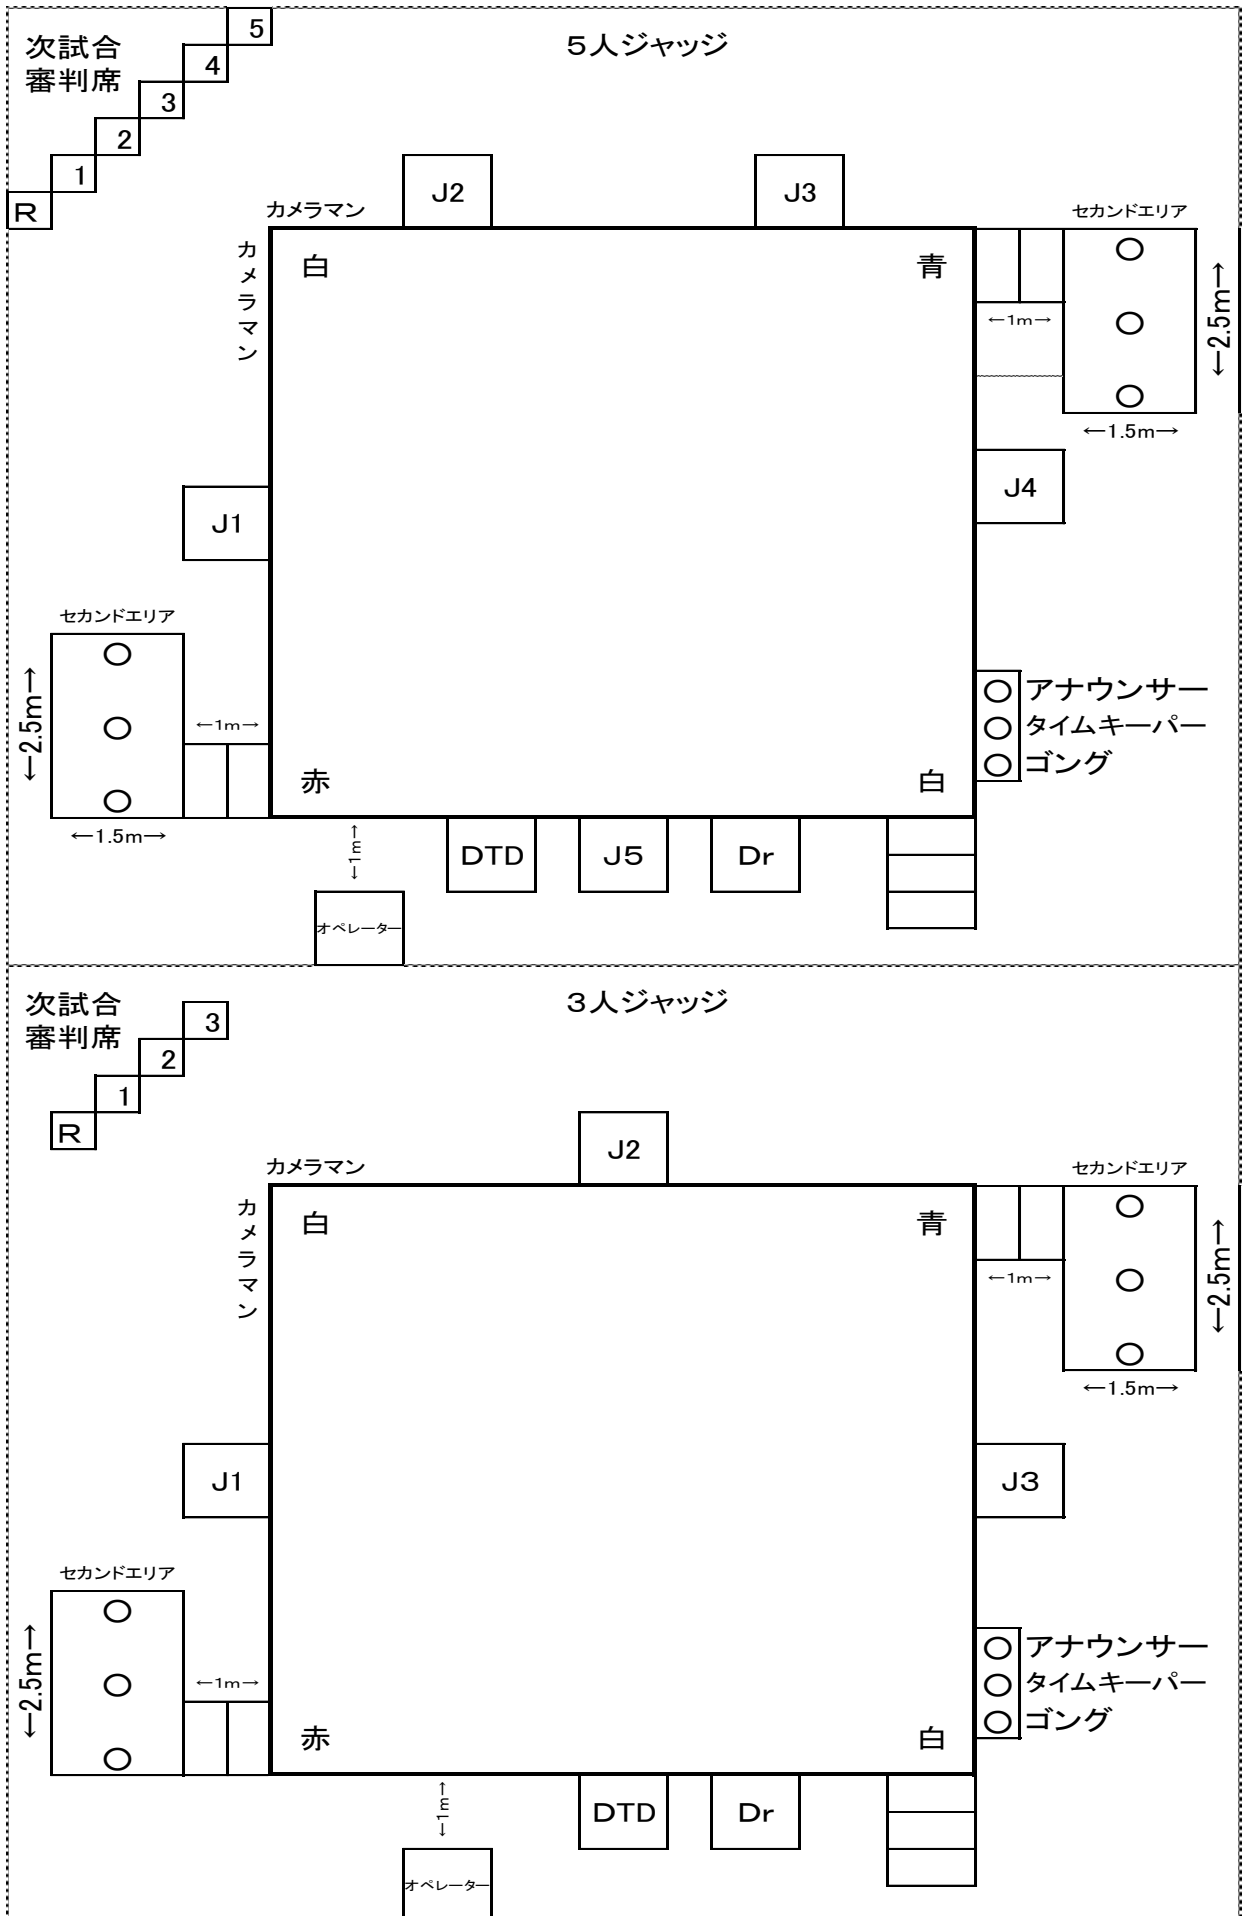 5人ジャッジ
次試合
審判席
5
4
3
2
1
R
J2
J3
カメラマン
カメラマン
セカンドエリア
白
青
←1m→
←2.5m→
←1.5m→
J1
J4
セカンドエリア
←2.5m→
←1m→
←1.5m→
アナウンサー
タイムキーパー
ゴング
赤
白
←1m→
DTD
J5
Dr
オペレーター
3人ジャッジ
次試合
審判席
3
2
1
R
J2
カメラマン
カメラマン
セカンドエリア
白
青
←1m→
←2.5m→
←1.5m→
J1
J3
セカンドエリア
←2.5m→
←1m→
アナウンサー
タイムキーパー
ゴング
赤
白
←1m→
DTD
Dr
オペレーター